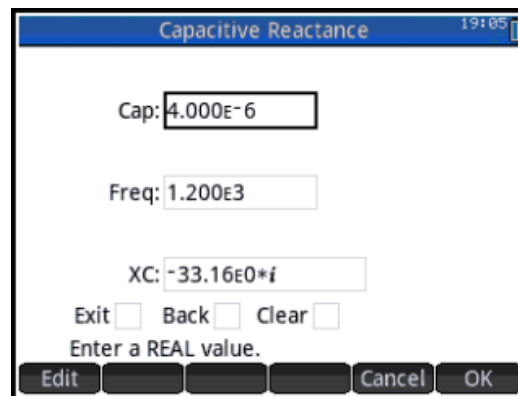 Capacitive Reactance 19:05
Cap: 4.000E-6
Freq: 1.200E3
XC: -33.16E0*i
Exit Back Clear
Enter a REAL value.
Edit Cancel OK